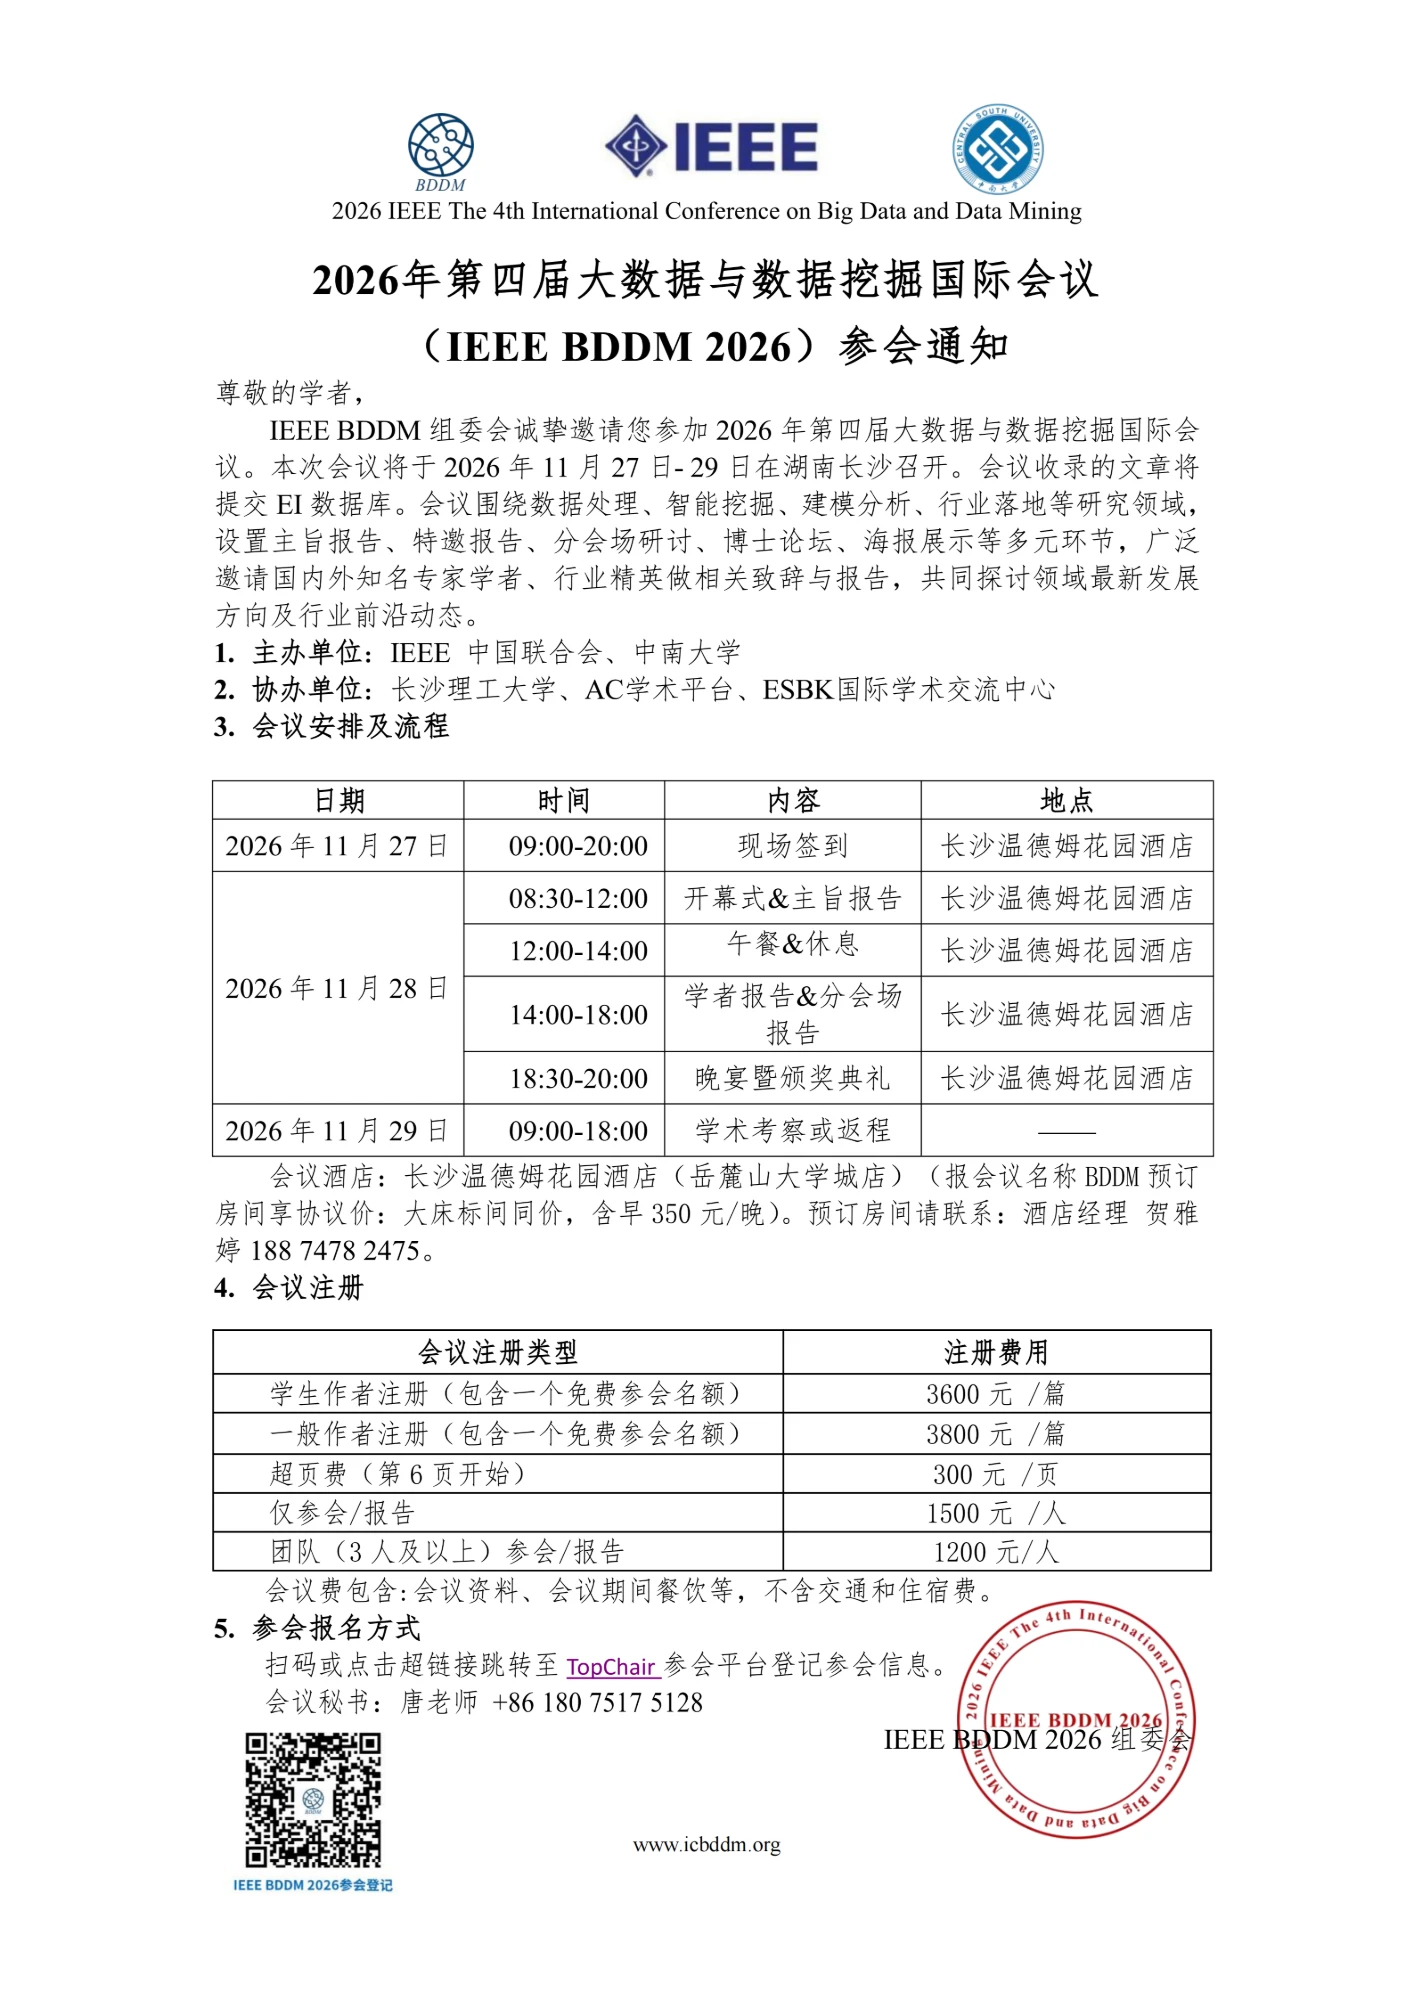 BDDM
IEEE
CENTRAL SOUTH UNIVERSITY
中南大学
2026 IEEE The 4th International Conference on Big Data and Data Mining
2026年第四届大数据与数据挖掘国际会议
（IEEE BDDM 2026）参会通知
尊敬的学者，
IEEE BDDM 组委会诚挚邀请您参加 2026 年第四届大数据与数据挖掘国际会
议。本次会议将于 2026 年 11 月 27 日- 29 日在湖南长沙召开。会议收录的文章将
提交 EI 数据库。会议围绕数据处理、智能挖掘、建模分析、行业落地等研究领域，
设置主旨报告、特邀报告、分会场研讨、博士论坛、海报展示等多元环节，广泛
邀请国内外知名专家学者、行业精英做相关致辞与报告，共同探讨领域最新发展
方向及行业前沿动态。
1. 主办单位：IEEE 中国联合会、中南大学
2. 协办单位：长沙理工大学、AC学术平台、ESBK国际学术交流中心
3. 会议安排及流程
日期 时间 内容 地点
2026 年 11 月 27 日 09:00-20:00 现场签到 长沙温德姆花园酒店
08:30-12:00 开幕式&主旨报告 长沙温德姆花园酒店
12:00-14:00 午餐&休息 长沙温德姆花园酒店
2026 年 11 月 28 日
14:00-18:00 学者报告&分会场 长沙温德姆花园酒店
报告
18:30-20:00 晚宴暨颁奖典礼 长沙温德姆花园酒店
2026 年 11 月 29 日 09:00-18:00 学术考察或返程 ——
会议酒店：长沙温德姆花园酒店（岳麓山大学城店）（报会议名称 BDDM 预订
房间享协议价：大床标间同价，含早 350 元/晚）。预订房间请联系：酒店经理 贺雅
婷 188 7478 2475。
4. 会议注册
会议注册类型 注册费用
学生作者注册（包含一个免费参会名额） 3600 元 /篇
一般作者注册（包含一个免费参会名额） 3800 元 /篇
超页费（第 6 页开始） 300 元 /页
仅参会/报告 1500 元 /人
团队（3 人及以上）参会/报告 1200 元/人
会议费包含：会议资料、会议期间餐饮等，不含交通和住宿费。
5. 参会报名方式
扫码或点击超链接跳转至 TopChair 参会平台登记参会信息。
会议秘书：唐老师 +86 180 7517 5128
2026 IEEE The 4th International Conference on Big Data and Data Mining
IEEE BDDM 2026
IEEE BDDM 2026 组委会
BDDM
www.icbddm.org
IEEE BDDM 2026参会登记